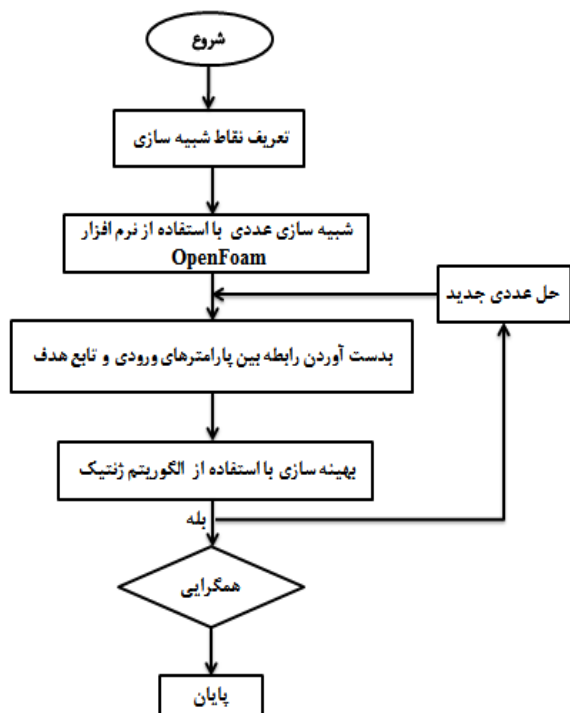 شروع
تعریف نقاط شبیه سازی
شبیه سازی عددی با استفاده از نرم افزار
OpenFoam
حل عددی جدید
بدست آوردن رابطه بین پارامترهای ورودی و تابع هدف
بهینه سازی با استفاده از الگوریتم ژنتیک
بله
همگرایی
پایان